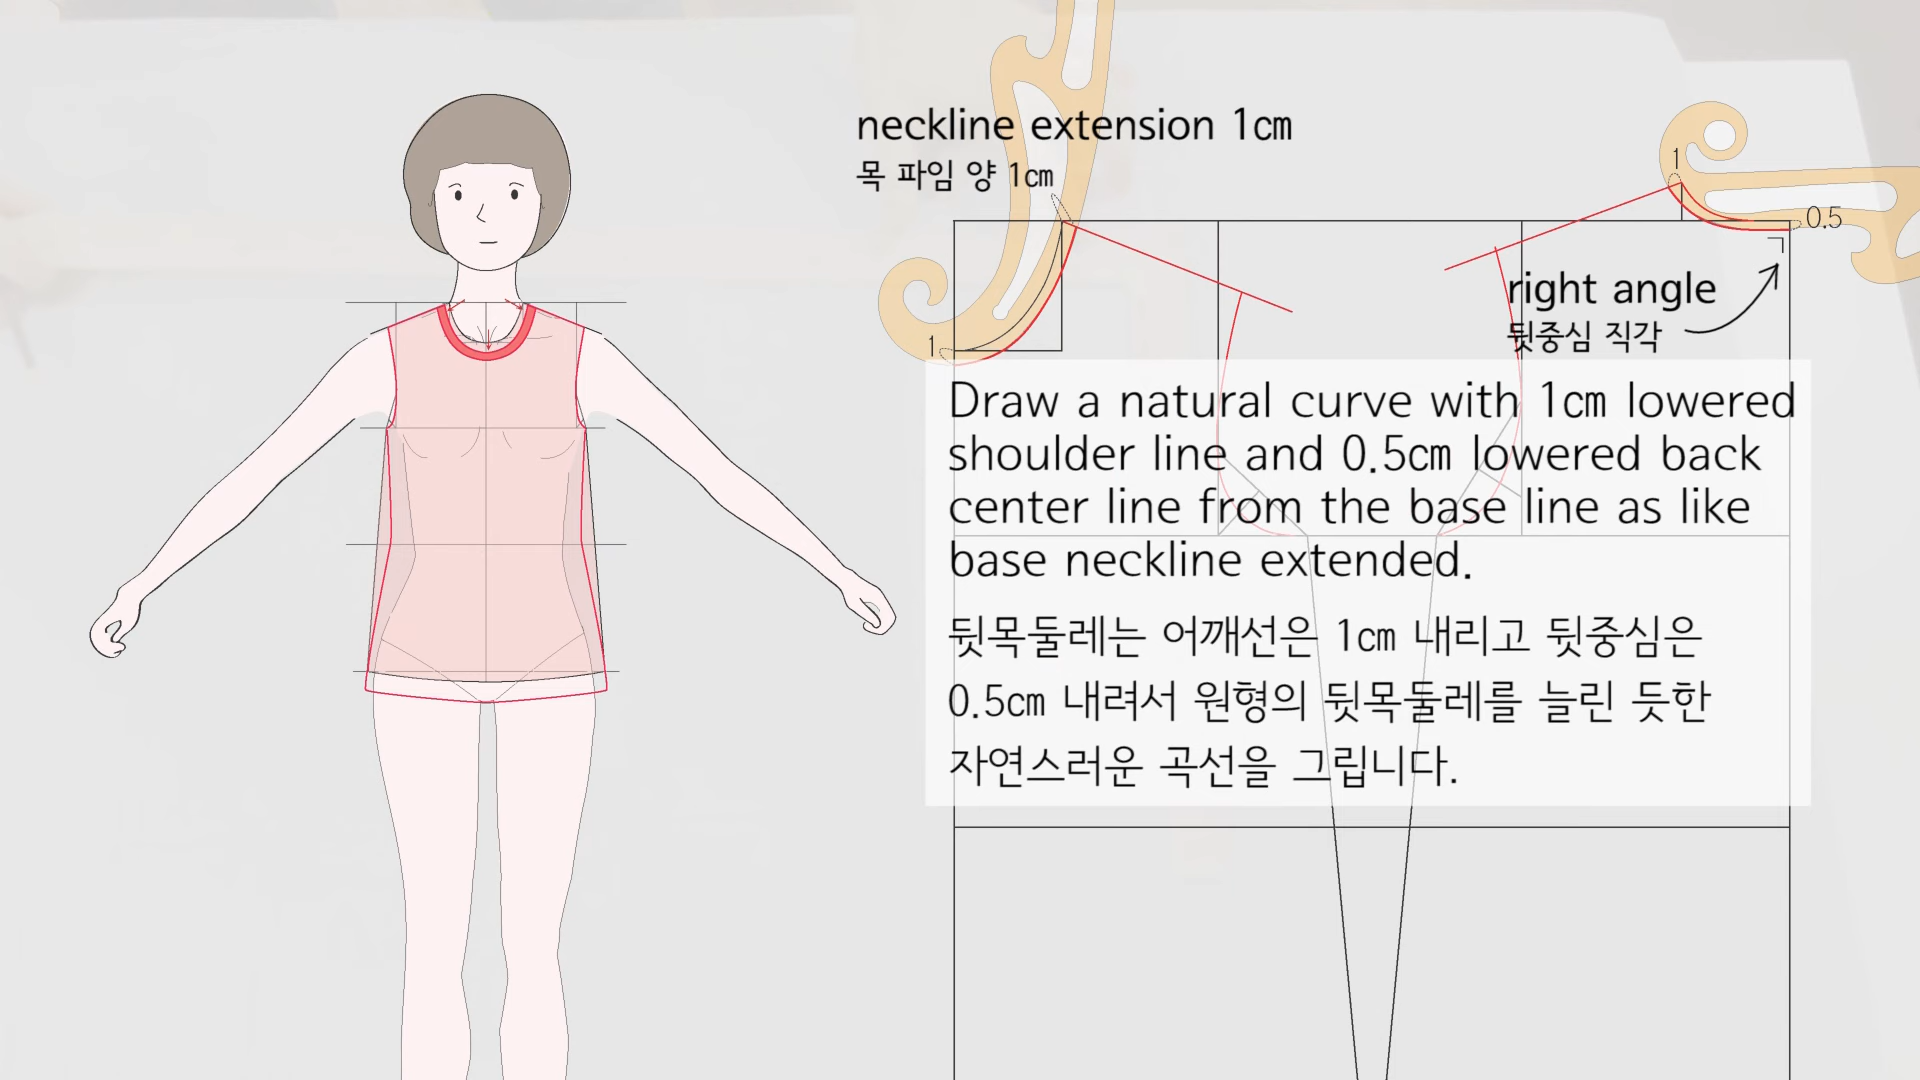 neckline extension 1cm
목 파임 양 1cm
1
0.5
right angle
뒷중심 직각
1
Draw a natural curve with 1cm lowered
shoulder line and 0.5cm lowered back
center line from the base line as like
base neckline extended.
뒷목둘레는 어깨선은 1cm 내리고 뒷중심은
0.5cm 내려서 원형의 뒷목둘레를 늘린 듯한
자연스러운 곡선을 그립니다.